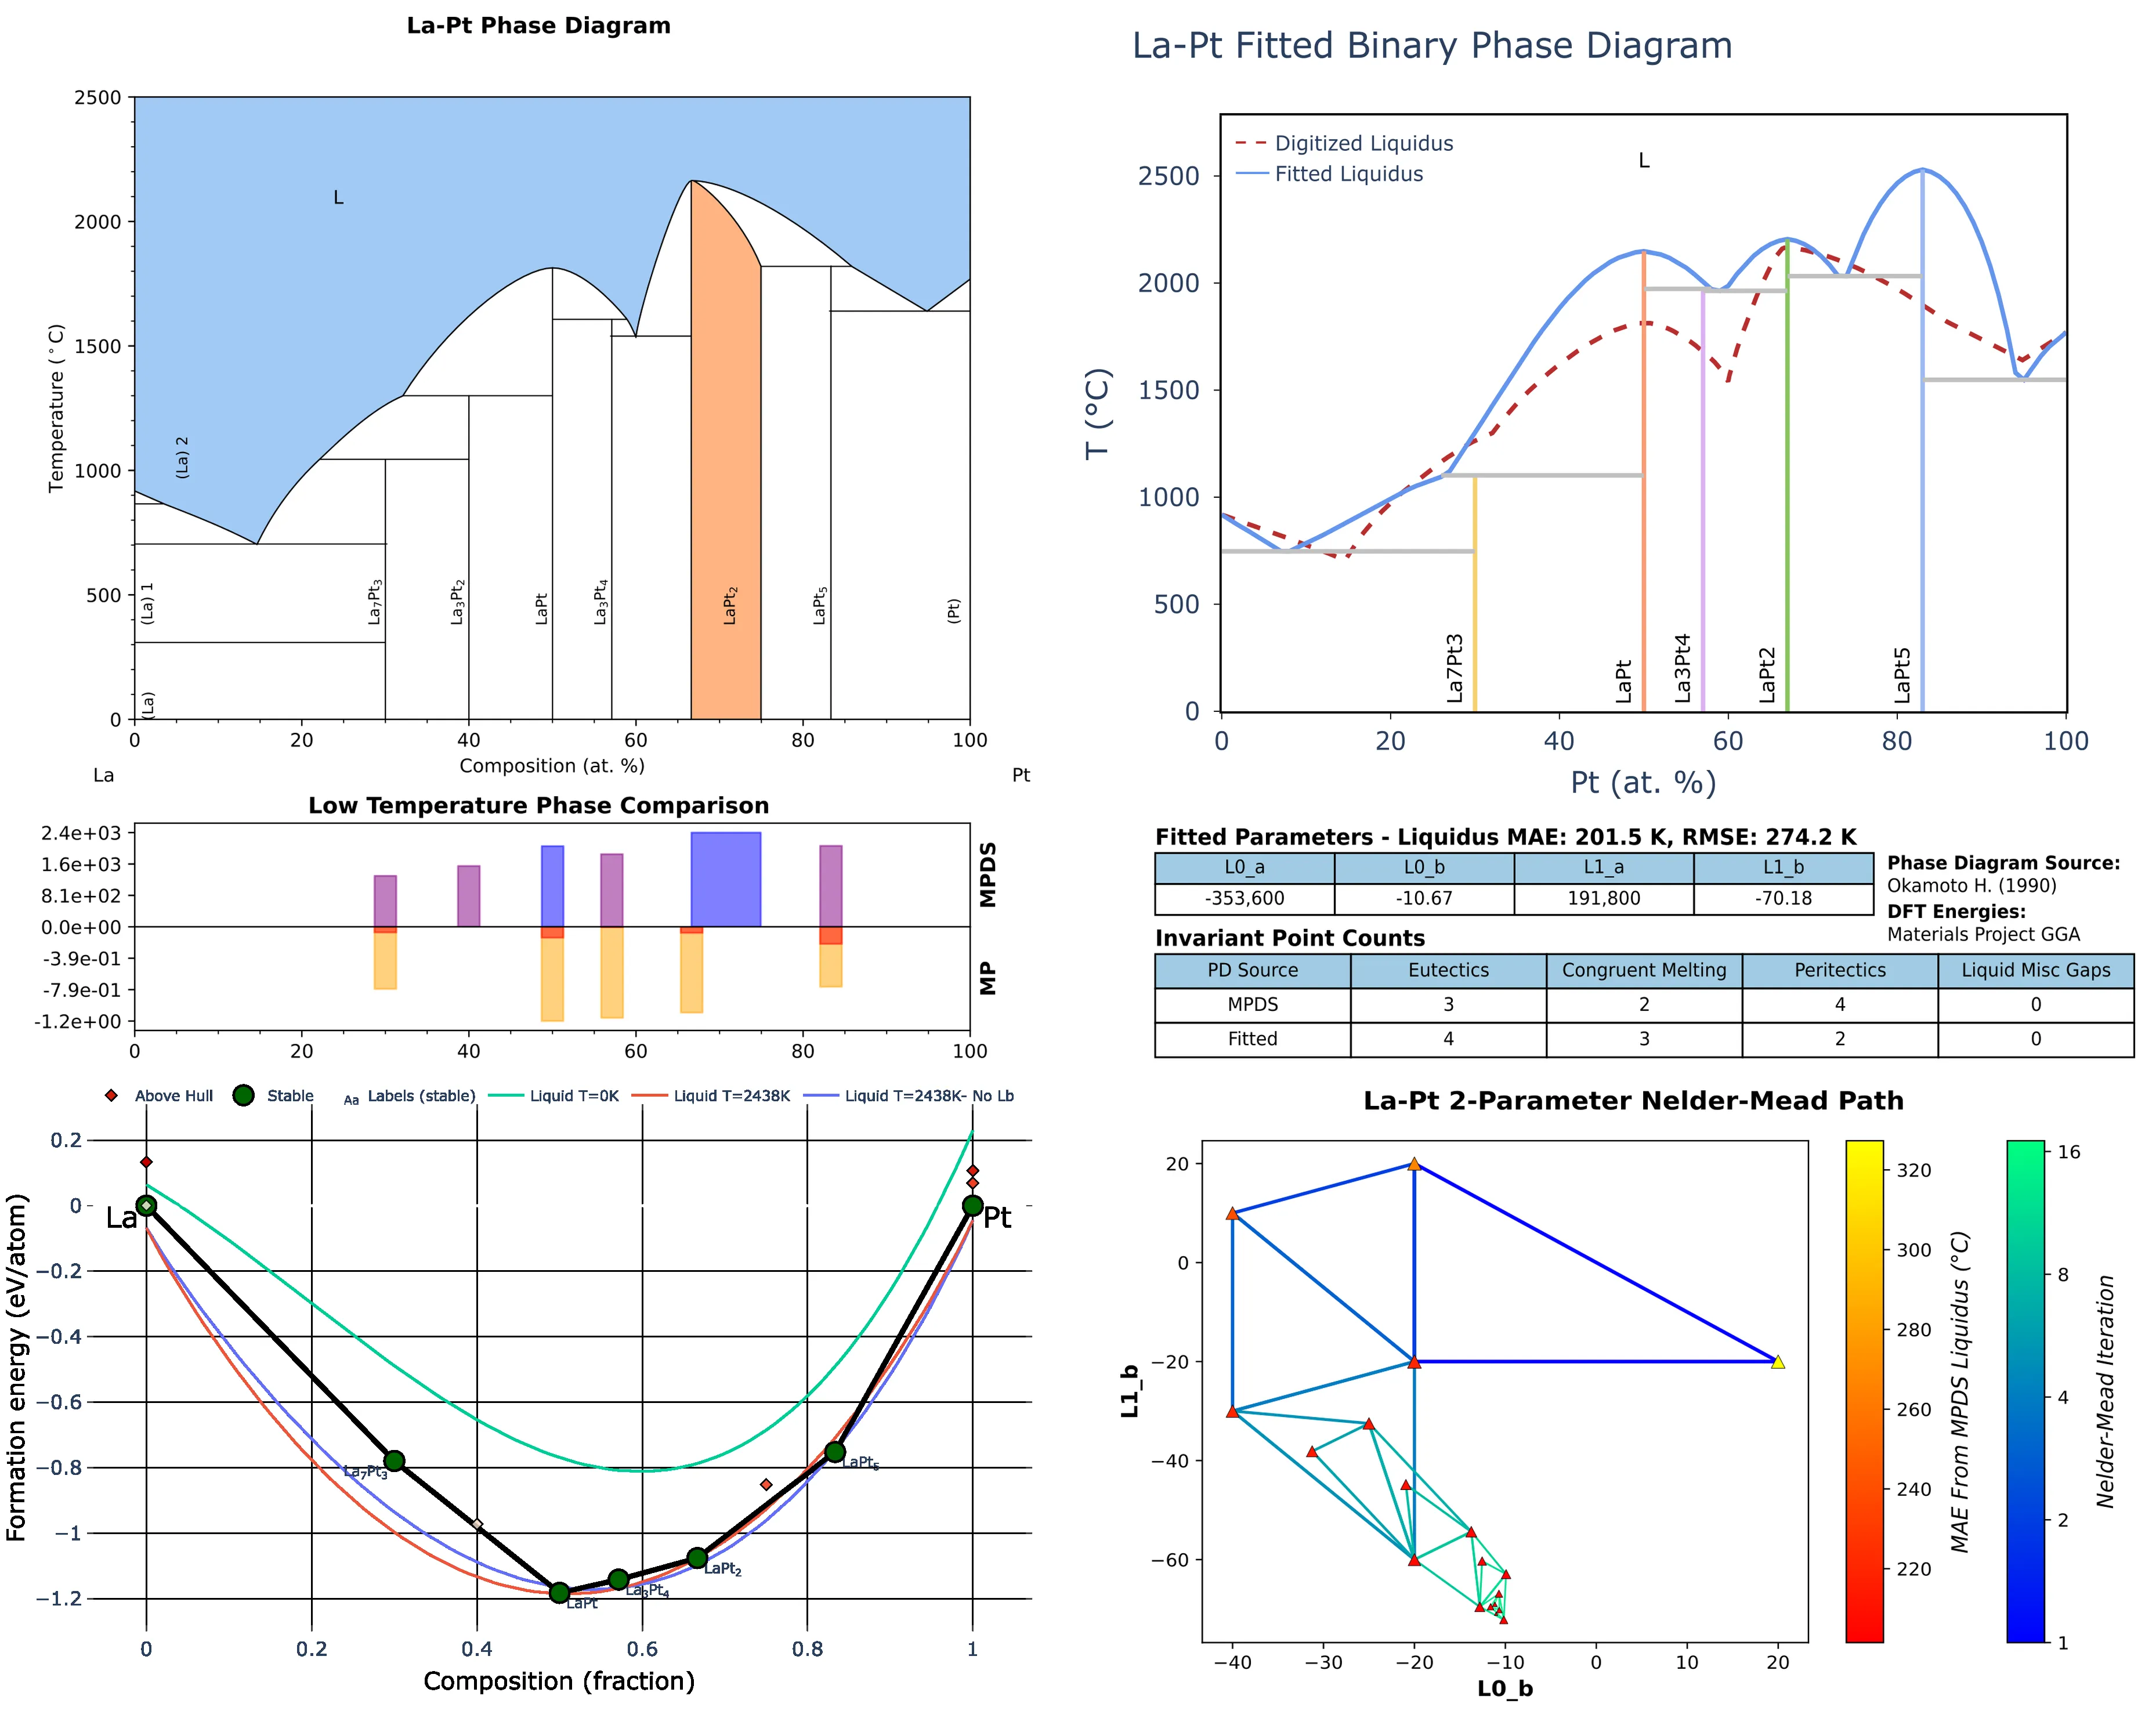 La-Pt Phase Diagram
2500
2000
1500
1000
500
0
Temperature (°C)
L
(La) 2
(La) 1
(La)
La₇Pt₃
La₃Pt₂
LaPt
La₃Pt₄
LaPt₂
LaPt₅
(Pt)
0 20 40 60 80 100
Composition (at. %)
La Pt
La-Pt Fitted Binary Phase Diagram
Digitized Liquidus
Fitted Liquidus
L
2500
2000
1500
1000
500
0
T (°C)
La7Pt3
LaPt
La3Pt4
LaPt2
LaPt5
0 20 40 60 80 100
Pt (at. %)
Low Temperature Phase Comparison
2.4e+03
1.6e+03
8.1e+02
0.0e+00
-3.9e-01
-7.9e-01
-1.2e+00
MPDS
MP
0 20 40 60 80 100
Fitted Parameters - Liquidus MAE: 201.5 K, RMSE: 274.2 K
L0_a L0_b L1_a L1_b
-353,600 -10.67 191,800 -70.18
Phase Diagram Source:
Okamoto H. (1990)
DFT Energies:
Materials Project GGA
Invariant Point Counts
PD Source Eutectics Congruent Melting Peritectics Liquid Misc Gaps
MPDS 3 2 4 0
Fitted 4 3 2 0
Above Hull Stable Aa Labels (stable) Liquid T=0K Liquid T=2438K Liquid T=2438K- No Lb
0.2
0
−0.2
−0.4
−0.6
−0.8
−1
−1.2
Formation energy (eV/atom)
La
Pt
La₇Pt₃
LaPt
La₃Pt₄
LaPt₂
LaPt₅
0 0.2 0.4 0.6 0.8 1
Composition (fraction)
La-Pt 2-Parameter Nelder-Mead Path
20
0
−20
−40
−60
L1_b
−40 −30 −20 −10 0 10 20
L0_b
320
300
280
260
240
220
MAE From MPDS Liquidus (°C)
16
8
4
2
1
Nelder-Mead Iteration